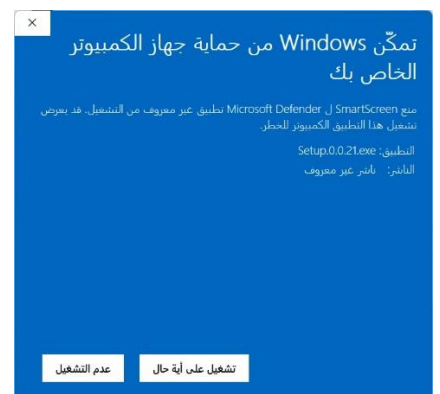 تمكّن Windows من حماية جهاز الكمبيوتر
الخاص بك
منع SmartScreen ل Microsoft Defender تطبيق غير معروف من التشغيل. قد يعرض
تشغيل هذا التطبيق الكمبيوتر للخطر.
التطبيق: Setup.0.0.21.exe
الناشر: ناشر غير معروف
تشغيل على أية حال
عدم التشغيل